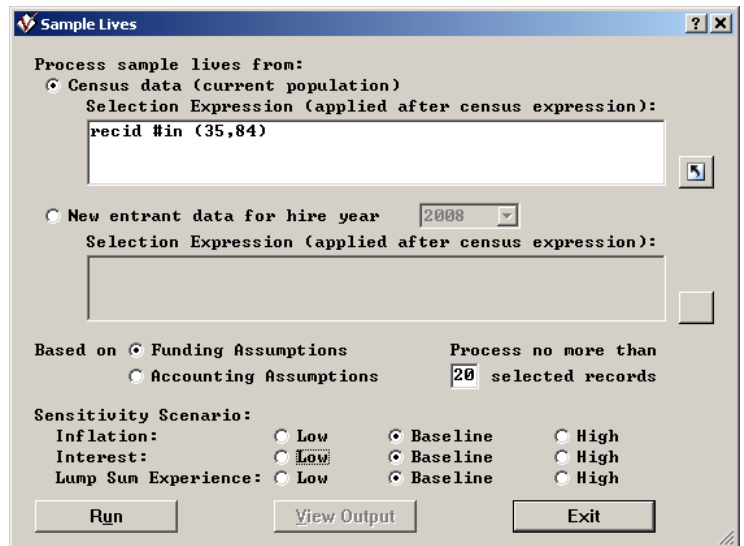 Sample Lives
Process sample lives from:
Census data (current population)
Selection Expression (applied after census expression):
recid #in (35,84)
New entrant data for hire year 2008
Selection Expression (applied after census expression):
Based on Funding Assumptions Process no more than
Accounting Assumptions 20 selected records
Sensitivity Scenario:
Inflation: Low Baseline High
Interest: Low Baseline High
Lump Sum Experience: Low Baseline High
Run View Output Exit